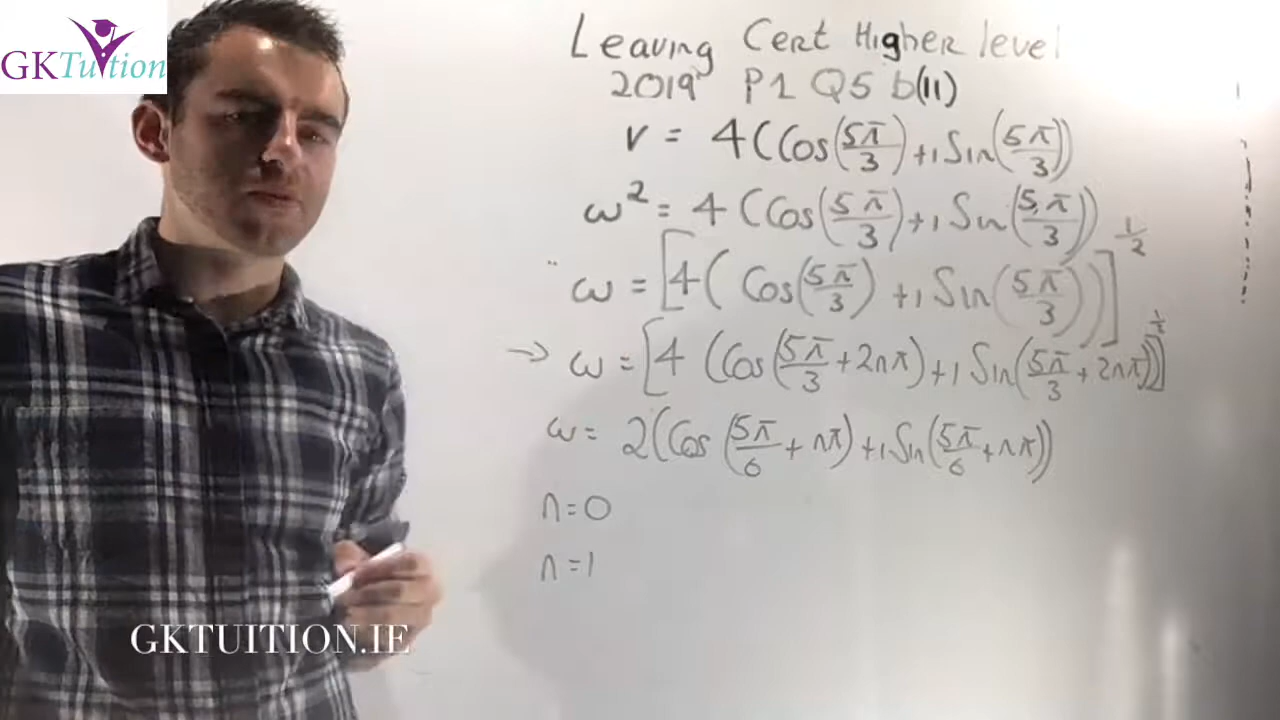 GKTuition
Leaving Cert Higher level
2019 P1 Q5 b(ii)
v = 4(Cos(5π/3) + i Sin(5π/3))
ω² = 4(Cos(5π/3) + i Sin(5π/3))
ω = [4(Cos(5π/3) + i Sin(5π/3))]^1/2
→ ω = [4(Cos(5π/3 + 2nπ) + i Sin(5π/3 + 2nπ))]^1/2
ω = 2(Cos(5π/6 + nπ) + i Sin(5π/6 + nπ))
n = 0
n = 1
GKTUITION.IE